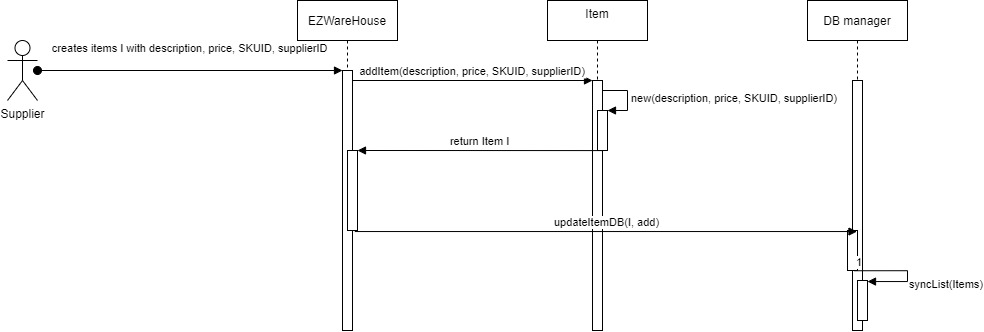 EZWareHouse
Item
DB manager
creates items I with description, price, SKUID, supplierID
Supplier
addItem(description, price, SKUID, supplierID)
new(description, price, SKUID, supplierID)
return Item I
updateItemDB(I, add)
1
syncList(Items)